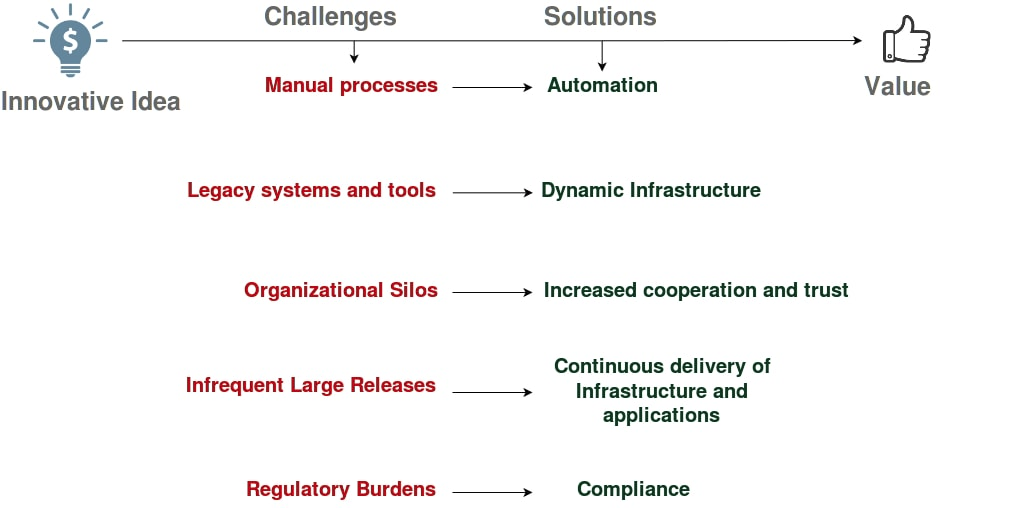 Challenges
Solutions
Innovative Idea
Value
Manual processes
Automation
Legacy systems and tools
Dynamic Infrastructure
Organizational Silos
Increased cooperation and trust
Infrequent Large Releases
Continuous delivery of
Infrastructure and
applications
Regulatory Burdens
Compliance